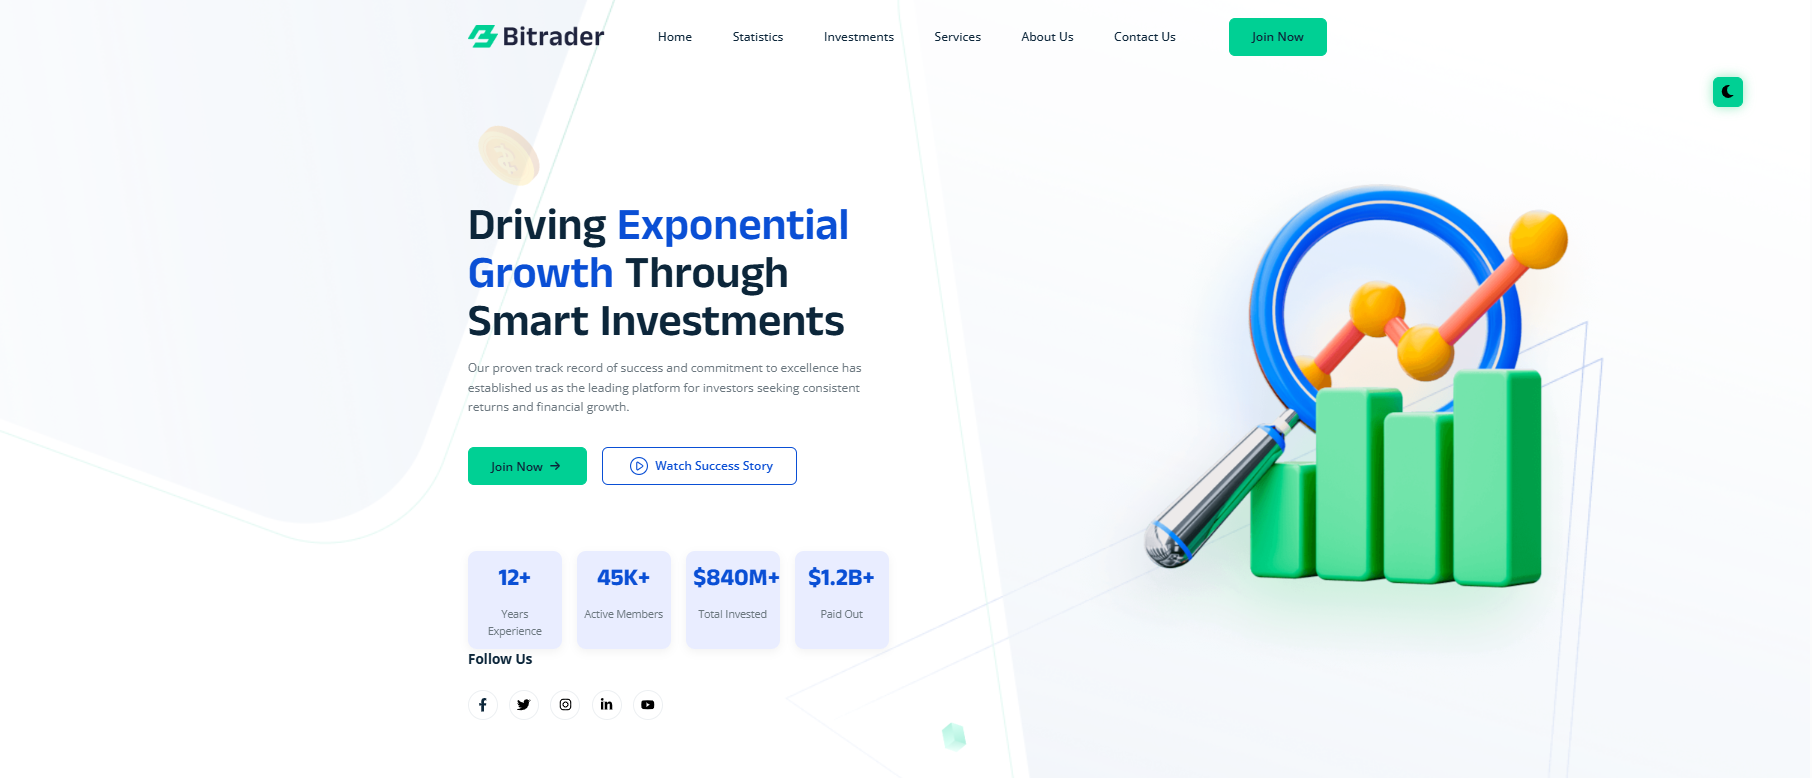 Bitrader
Home
Statistics
Investments
Services
About Us
Contact Us
Join Now
Driving Exponential
Growth Through
Smart Investments
Our proven track record of success and commitment to excellence has
established us as the leading platform for investors seeking consistent
returns and financial growth.
Join Now
Watch Success Story
12+
Years
Experience
45K+
Active Members
$840M+
Total Invested
$1.2B+
Paid Out
Follow Us